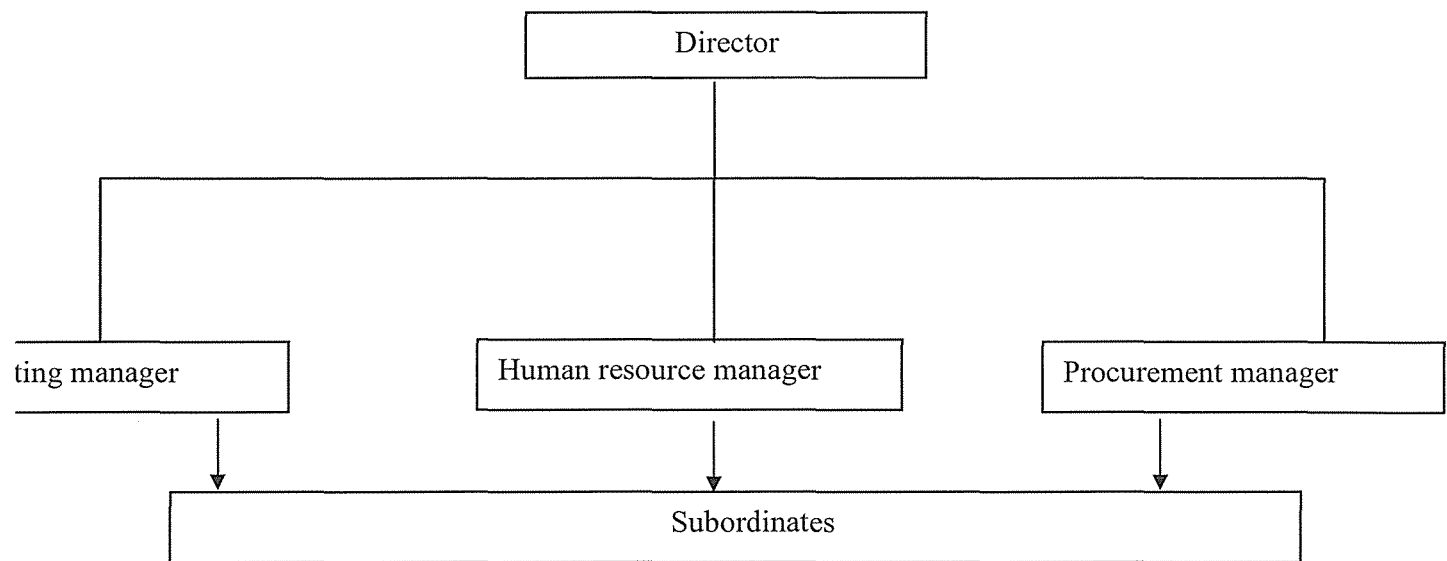 Director
ting manager
Human resource manager
Procurement manager
Subordinates